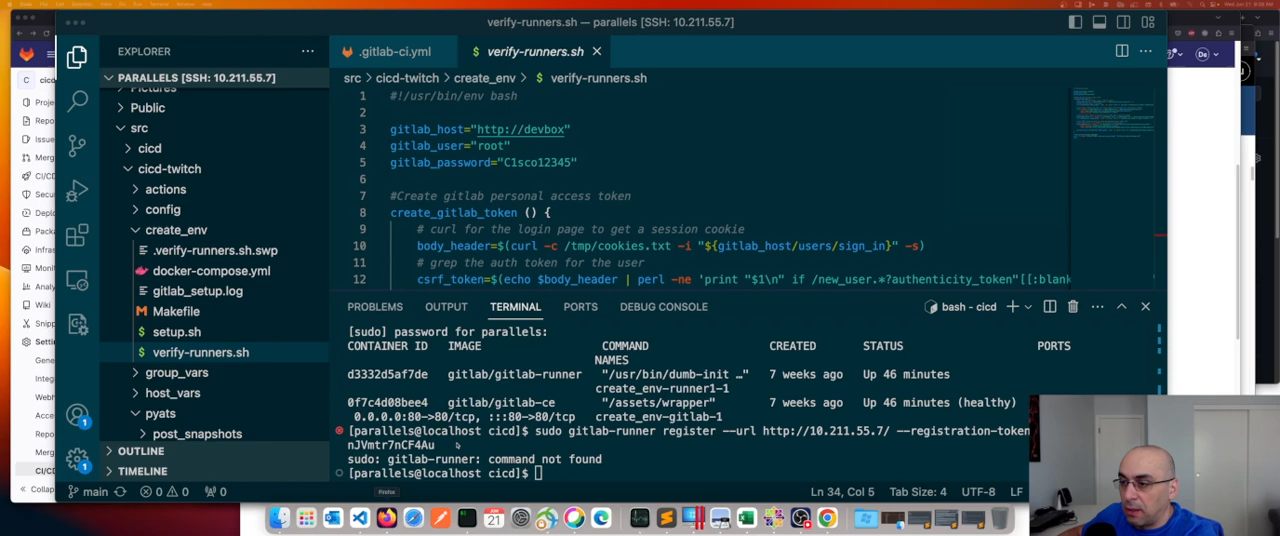 verify-runners.sh — parallels [SSH: 10.211.55.7]
EXPLORER
.gitlab-ci.yml
verify-runners.sh
PARALLELS [SSH: 10.211.55.7]
Pictures
Public
src
cicd
cicd-twitch
actions
config
create_env
.verify-runners.sh.swp
docker-compose.yml
gitlab_setup.log
Makefile
setup.sh
verify-runners.sh
group_vars
host_vars
pyats
post_snapshots
OUTLINE
TIMELINE
src > cicd-twitch > create_env > $ verify-runners.sh
1 #!/usr/bin/env bash
2
3 gitlab_host="http://devbox"
4 gitlab_user="root"
5 gitlab_password="C1sco12345"
6
7 #Create gitlab personal access token
8 create_gitlab_token () {
9 # curl for the login page to get a session cookie
10 body_header=$(curl -c /tmp/cookies.txt -i "${gitlab_host/users/sign_in}" -s)
11 # grep the auth token for the user
12 csrf_token=$(echo $body_header | perl -ne 'print "$1\n" if /new_user.*?authenticity_token"[[:blank
PROBLEMS OUTPUT TERMINAL PORTS DEBUG CONSOLE
bash - cicd
[sudo] password for parallels:
CONTAINER ID IMAGE COMMAND CREATED STATUS PORTS
NAMES
d3332d5af7de gitlab/gitlab-runner "/usr/bin/dumb-init …" 7 weeks ago Up 46 minutes
create_env-runner1-1
0f7c4d08bee4 gitlab/gitlab-ce "/assets/wrapper" 7 weeks ago Up 46 minutes (healthy)
0.0.0.0:80->80/tcp, :::80->80/tcp create_env-gitlab-1
[parallels@localhost cicd]$ sudo gitlab-runner register --url http://10.211.55.7/ --registration-token
nJVmtr7nCF4Au
sudo: gitlab-runner: command not found
[parallels@localhost cicd]$
main 0 0 0
Ln 34, Col 5 Tab Size: 4 UTF-8 LF
Firefox